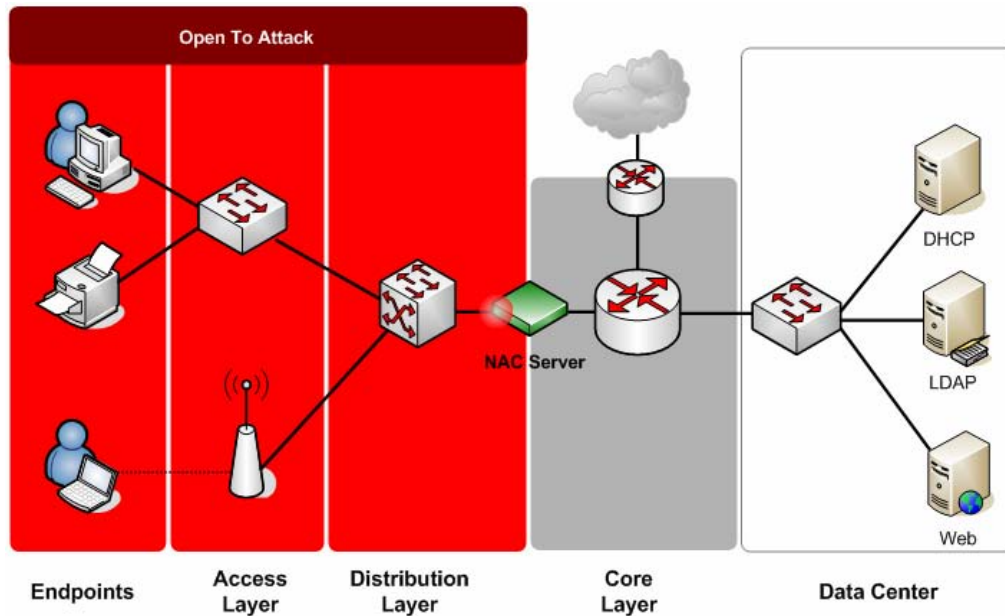 Open To Attack
DHCP
NAC Server
LDAP
Web
Endpoints
Access
Layer
Distribution
Layer
Core
Layer
Data Center